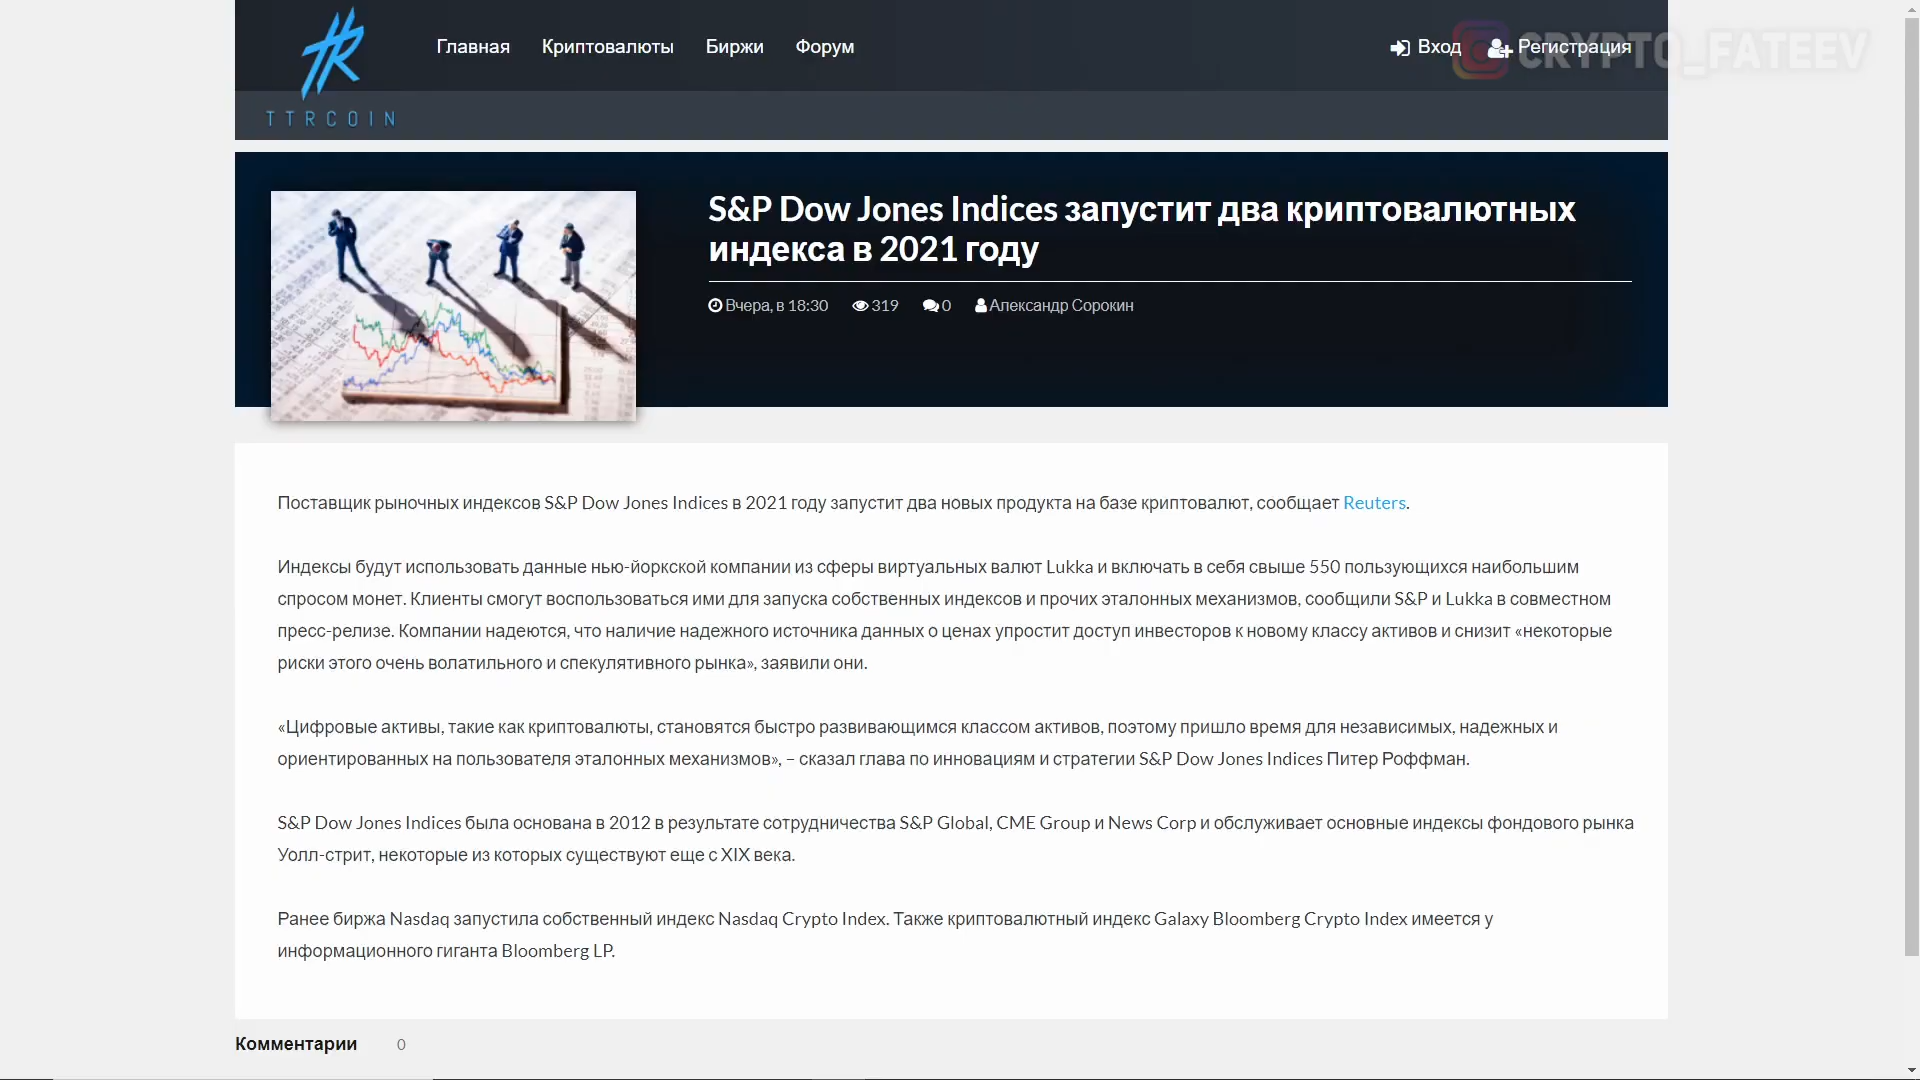 Главная Криптовалюты Биржи Форум Вход Регистрация
CRYPTO_FATEEV
TTRCOIN
S&P Dow Jones Indices запустит два криптовалютных
индекса в 2021 году
Вчера, в 18:30 319 0 Александр Сорокин
Поставщик рыночных индексов S&P Dow Jones Indices в 2021 году запустит два новых продукта на базе криптовалют, сообщает Reuters.
Индексы будут использовать данные нью-йоркской компании из сферы виртуальных валют Lukka и включать в себя свыше 550 пользующихся наибольшим
спросом монет. Клиенты смогут воспользоваться ими для запуска собственных индексов и прочих эталонных механизмов, сообщили S&P и Lukka в совместном
пресс-релизе. Компании надеются, что наличие надежного источника данных о ценах упростит доступ инвесторов к новому классу активов и снизит «некоторые
риски этого очень волатильного и спекулятивного рынка», заявили они.
«Цифровые активы, такие как криптовалюты, становятся быстро развивающимся классом активов, поэтому пришло время для независимых, надежных и
ориентированных на пользователя эталонных механизмов», – сказал глава по инновациям и стратегии S&P Dow Jones Indices Питер Роффман.
S&P Dow Jones Indices была основана в 2012 в результате сотрудничества S&P Global, CME Group и News Corp и обслуживает основные индексы фондового рынка
Уолл-стрит, некоторые из которых существуют еще с XIX века.
Ранее биржа Nasdaq запустила собственный индекс Nasdaq Crypto Index. Также криптовалютный индекс Galaxy Bloomberg Crypto Index имеется у
информационного гиганта Bloomberg LP.
Комментарии 0